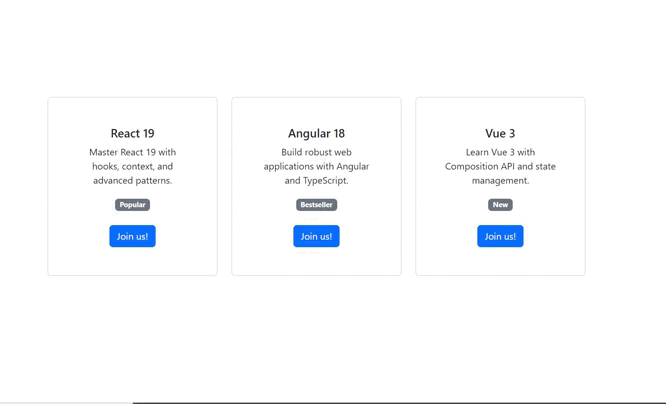 React 19
Master React 19 with
hooks, context, and
advanced patterns.
Popular
Join us!
Angular 18
Build robust web
applications with Angular
and TypeScript.
Bestseller
Join us!
Vue 3
Learn Vue 3 with
Composition API and state
management.
New
Join us!